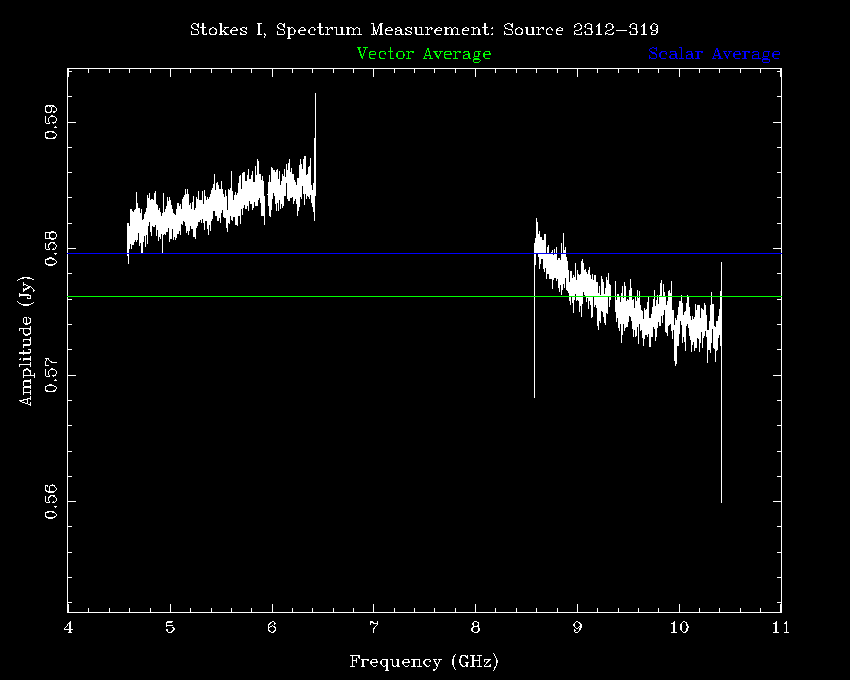 Stokes I, Spectrum Measurement: Source 2312−319
Vector Average Scalar Average
0.59
0.58
0.57
0.56
Amplitude (Jy)
4 5 6 7 8 9 10 11
Frequency (GHz)